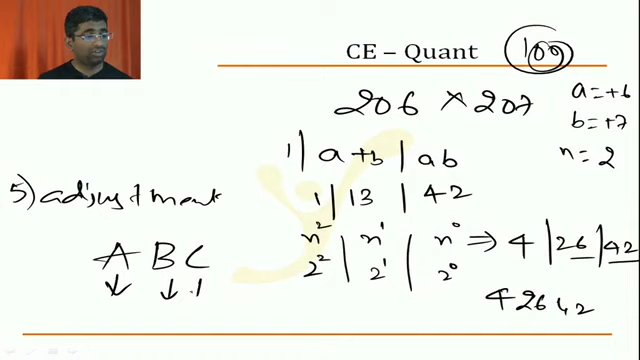 CE – Quant 100
206 × 207
a = +6
b = +7
n = 2
1 | a + b | ab
5) adjustment
1 | 13 | 42
n² | n¹ | n⁰ ⇒ 4 | 26 | 42
2² | 2¹ | 2⁰
A B C
42642